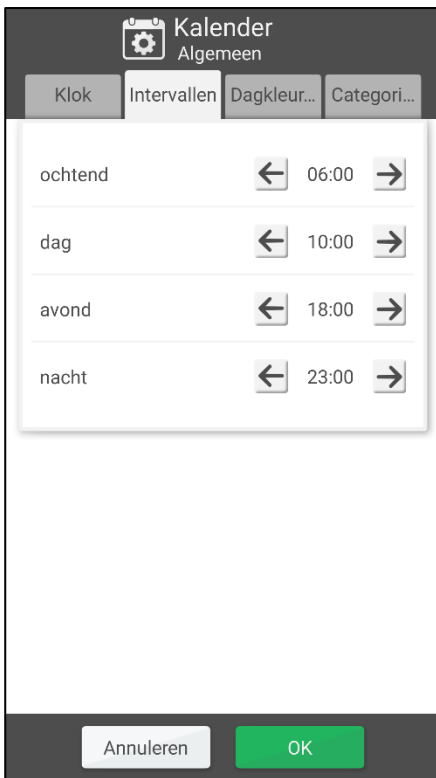 Kalender
Algemeen
Klok Intervallen Dagkleur... Categori...
ochtend 06:00
dag 10:00
avond 18:00
nacht 23:00
Annuleren OK